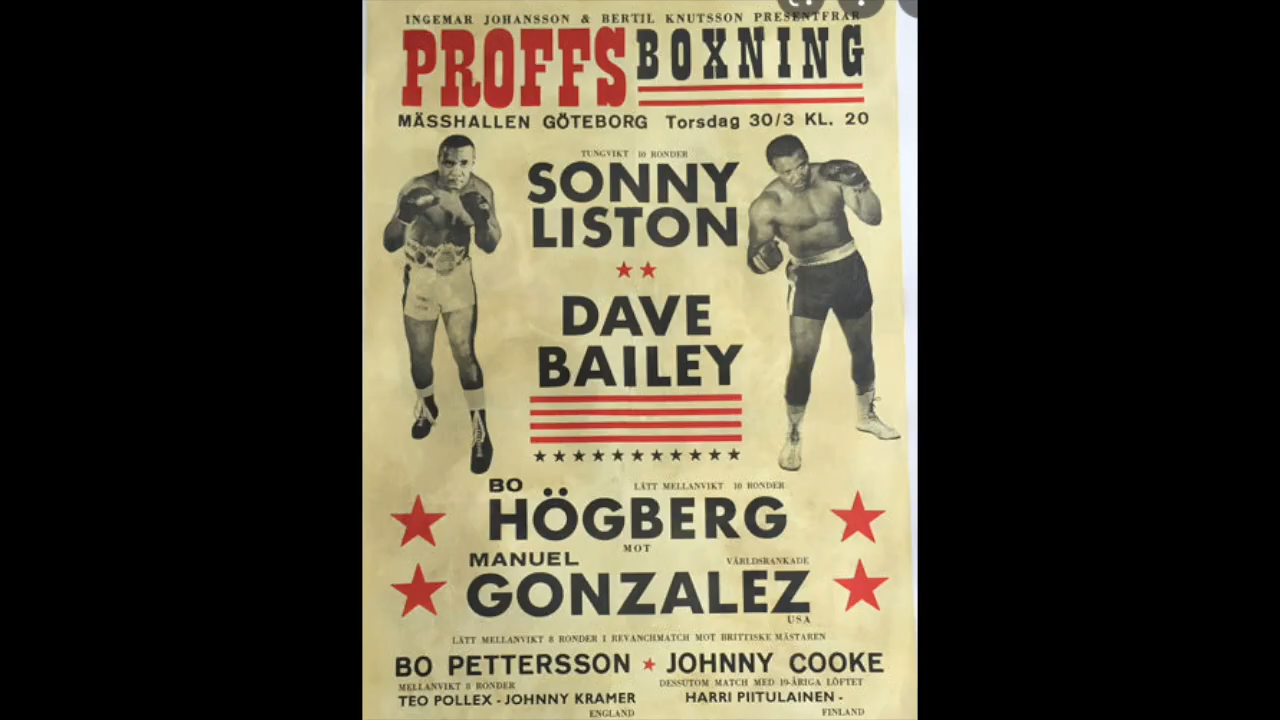 INGEMAR JOHANSSON & BERTIL KNUTSSON PRESENTFRAR
PROFFS BOXNING
MÄSSHALLEN GÖTEBORG Torsdag 30/3 KL. 20
TUNGVIKT 10 RONDER
SONNY
LISTON
DAVE
BAILEY
BO
LÄTT MELLANVIKT 10 RONDER
HÖGBERG
MOT
MANUEL
VÄRLDSRANKADE
GONZALEZ
USA
LÄTT MELLANVIKT 8 RONDER I REVANCHMATCH MOT BRITTISKE MÄSTAREN
BO PETTERSSON JOHNNY COOKE
MELLANVIKT 8 RONDER
DESSUTOM MATCH MED 19-ÅRIGA LÖFTET
TEO POLLEX - JOHNNY KRAMER
HARRI PIITULAINEN -
ENGLAND
FINLAND